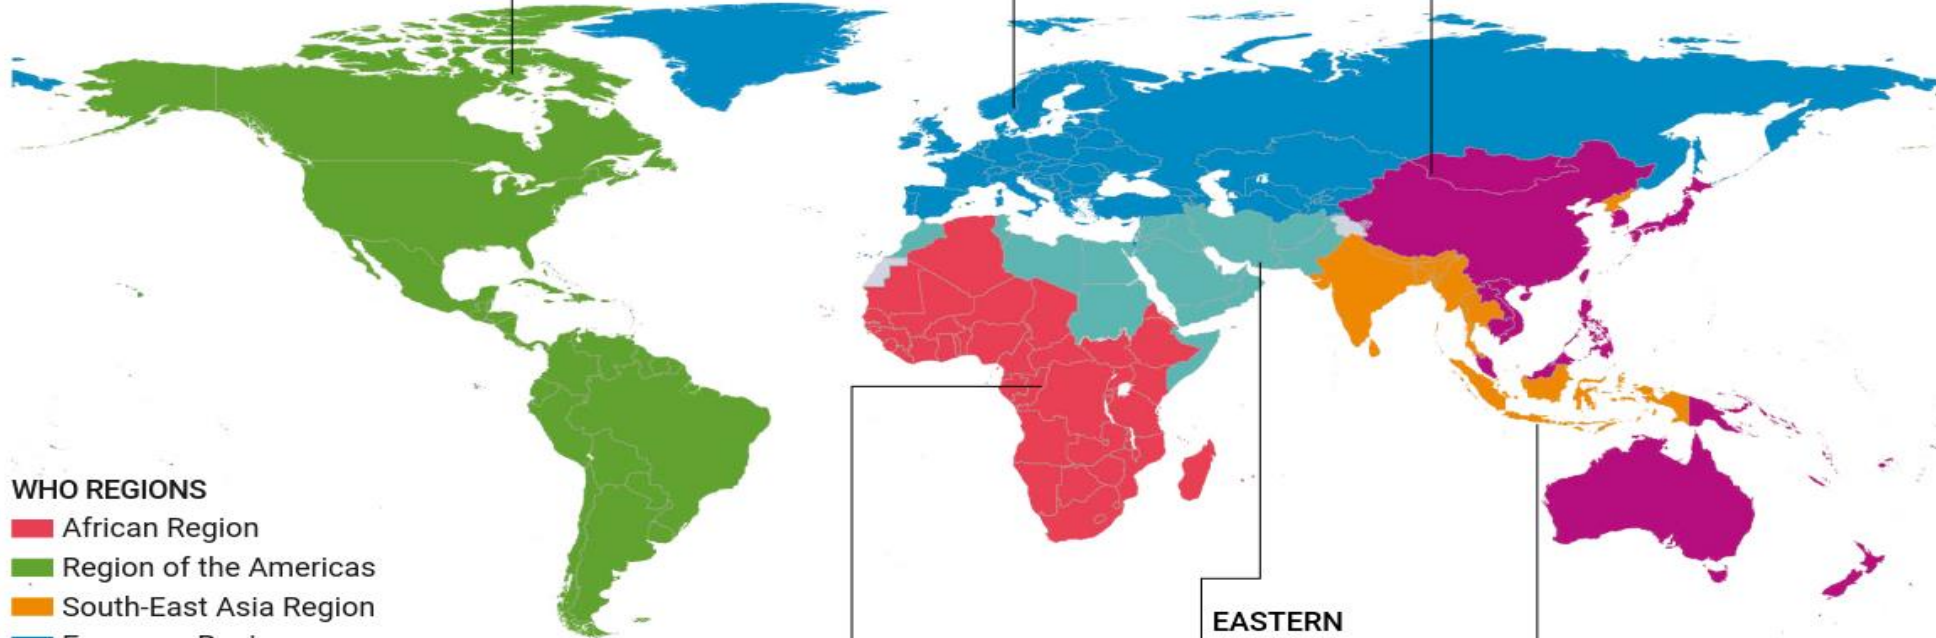 WHO REGIONS
African Region
Region of the Americas
South-East Asia Region
EASTERN